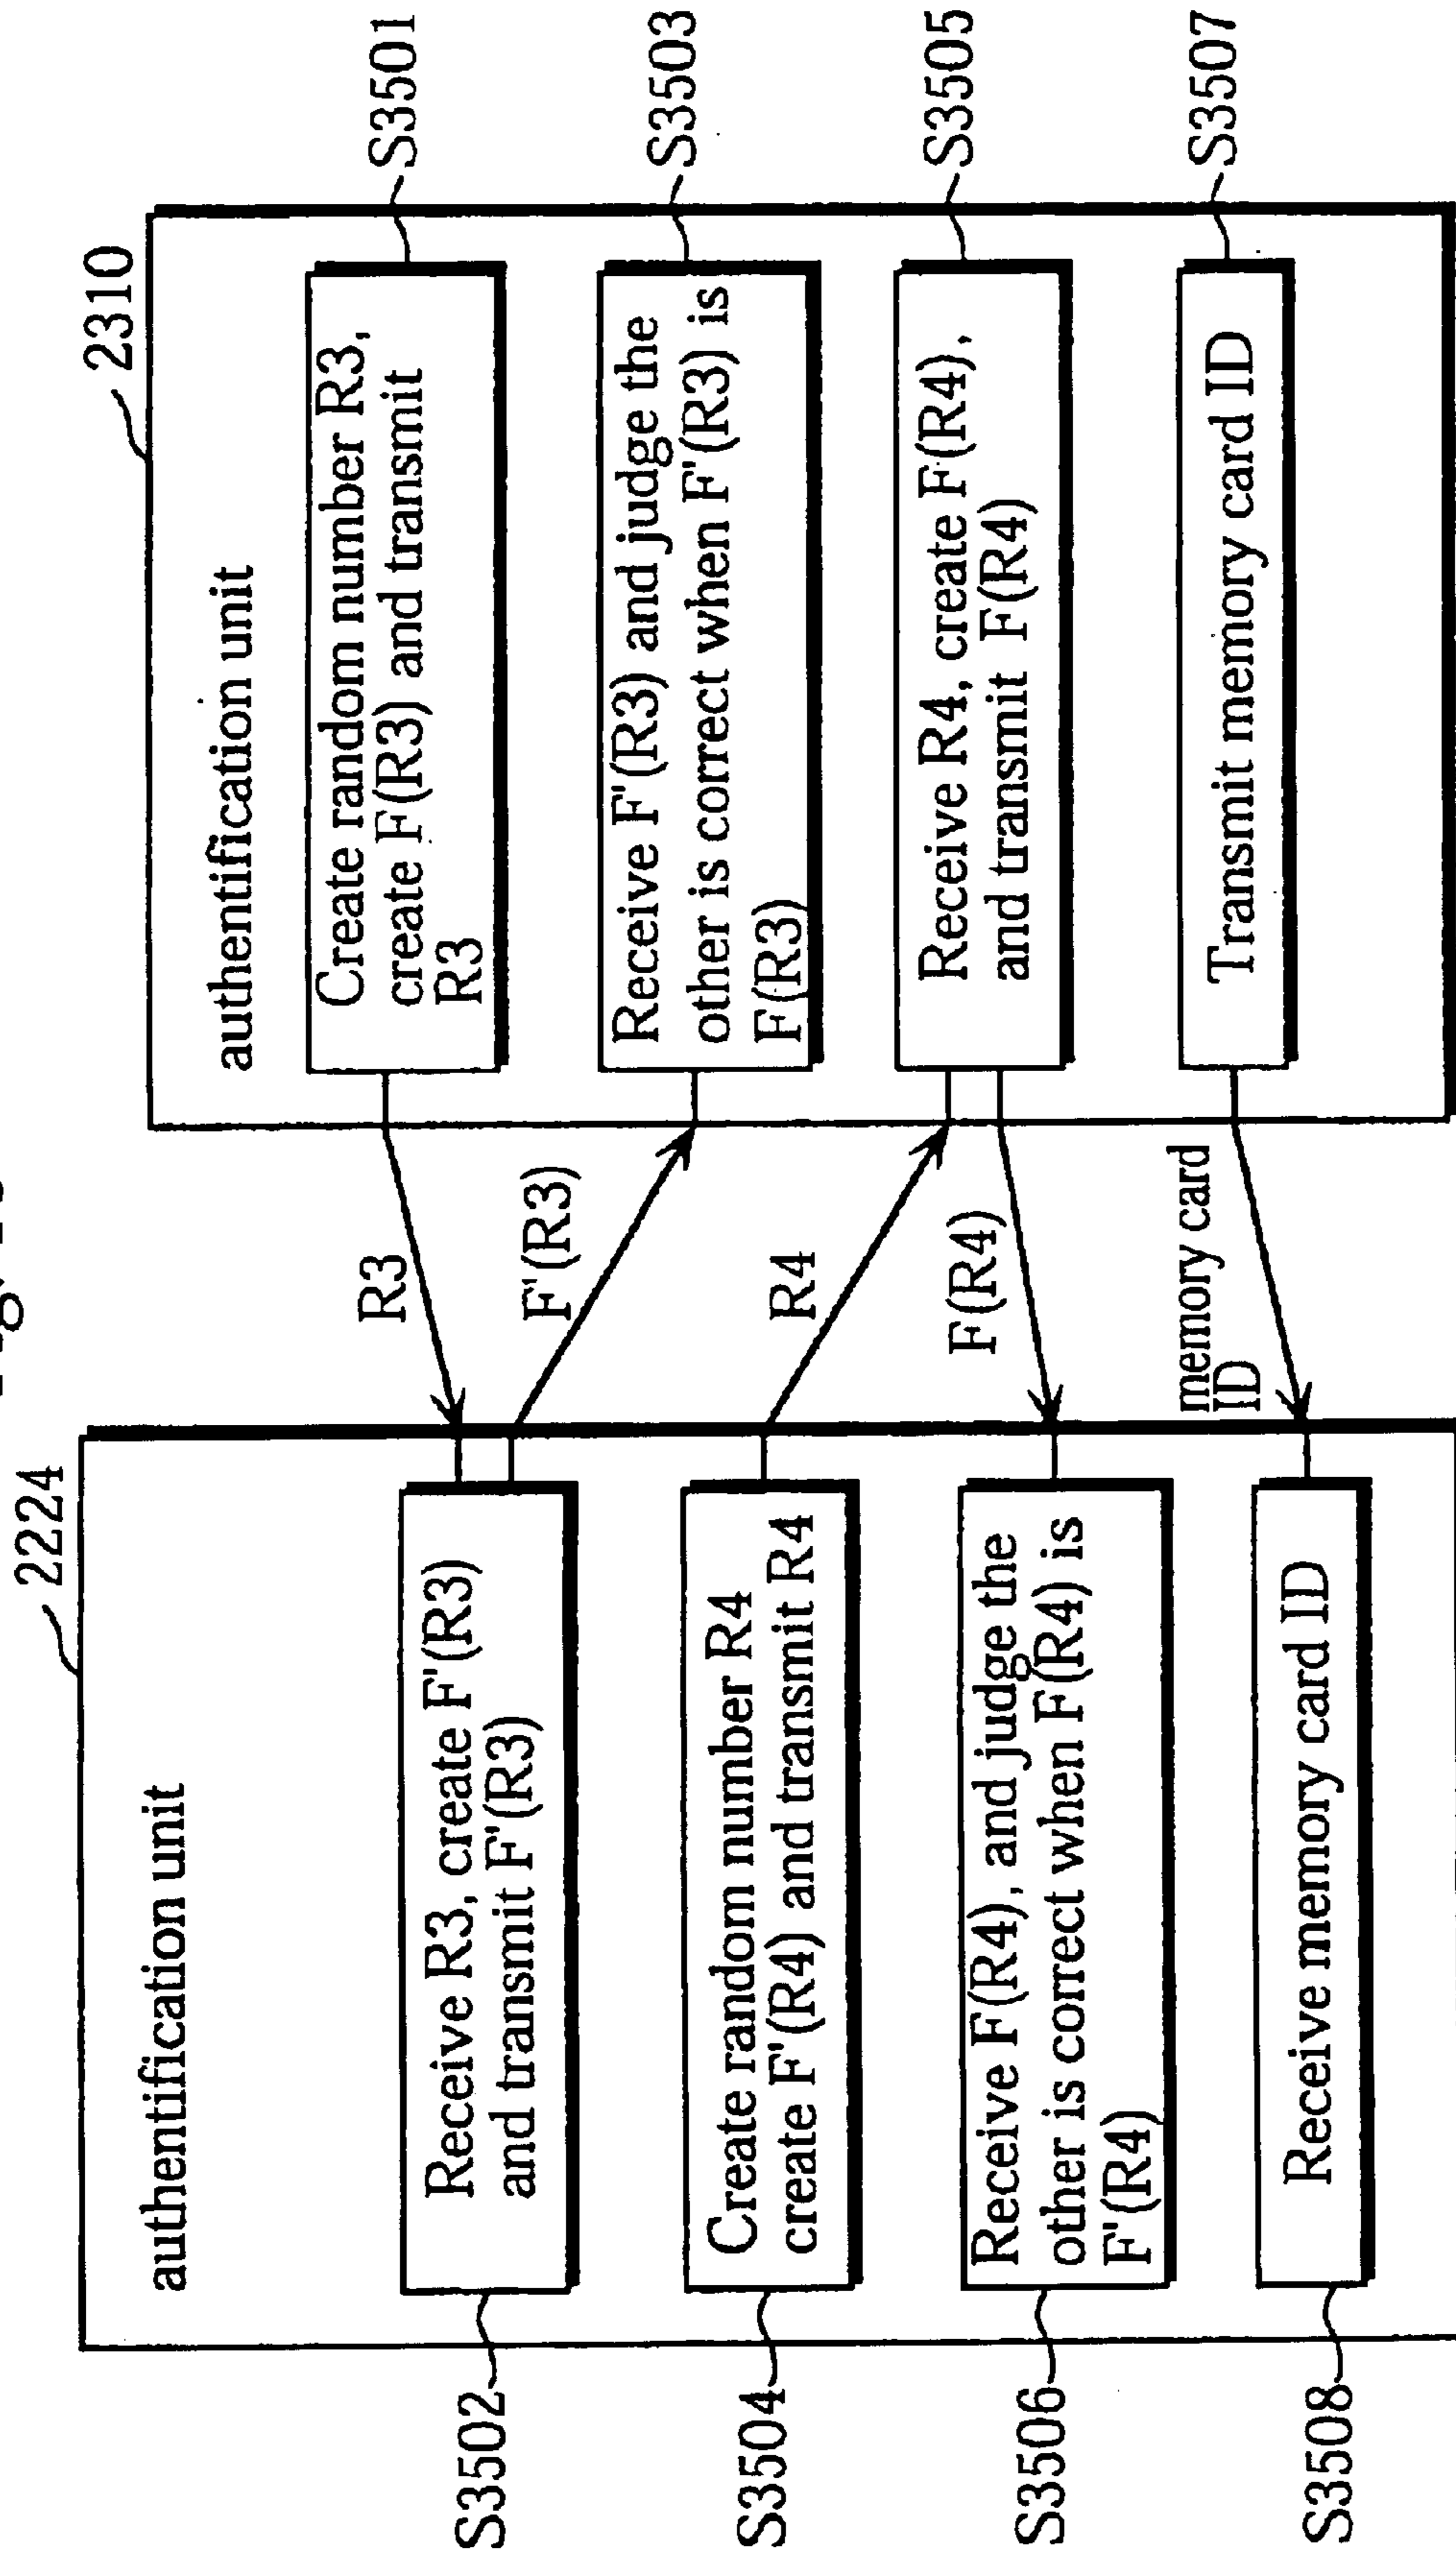 2224
authentification unit
S3502
Receive R3, create F'(R3)
and transmit F'(R3)
S3504
Create random number R4
create F'(R4) and transmit R4
S3506
Receive F(R4), and judge the
other is correct when F(R4) is
F'(R4)
S3508
Receive memory card ID
R3
F'(R3)
R4
F(R4)
memory card
ID
2310
authentification unit
Create random number R3,
create F(R3) and transmit
R3
S3501
Receive F'(R3) and judge the
other is correct when F'(R3) is
F(R3)
S3503
Receive R4, create F(R4),
and transmit F(R4)
S3505
Transmit memory card ID
S3507